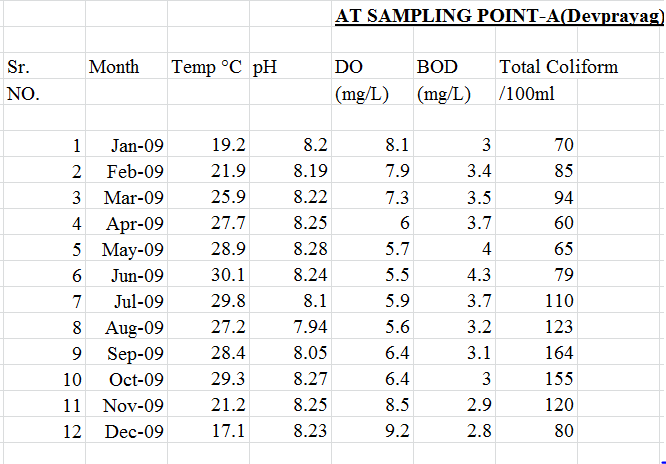 AT SAMPLING POINT-A(Devprayag)
Sr. Month Temp °C pH DO BOD Total Coliform
NO. (mg/L) (mg/L) /100ml
1 Jan-09 19.2 8.2 8.1 3 70
2 Feb-09 21.9 8.19 7.9 3.4 85
3 Mar-09 25.9 8.22 7.3 3.5 94
4 Apr-09 27.7 8.25 6 3.7 60
5 May-09 28.9 8.28 5.7 4 65
6 Jun-09 30.1 8.24 5.5 4.3 79
7 Jul-09 29.8 8.1 5.9 3.7 110
8 Aug-09 27.2 7.94 5.6 3.2 123
9 Sep-09 28.4 8.05 6.4 3.1 164
10 Oct-09 29.3 8.27 6.4 3 155
11 Nov-09 21.2 8.25 8.5 2.9 120
12 Dec-09 17.1 8.23 9.2 2.8 80